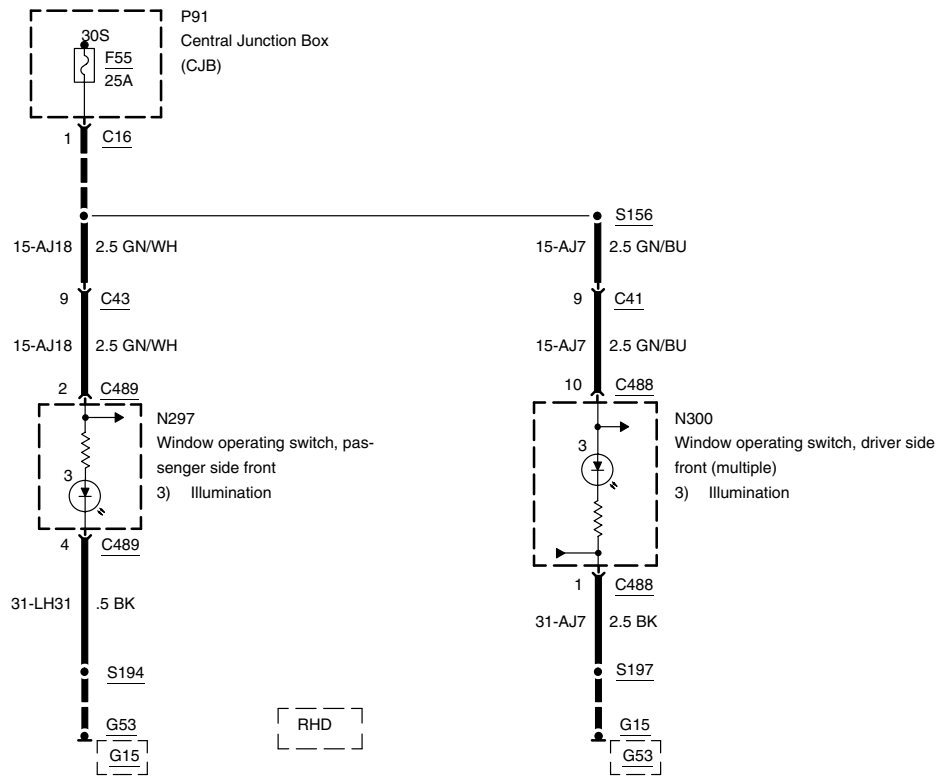 P91
Central Junction Box
(CJB)
30S
F55
25A
1 C16
S156
15-AJ18 2.5 GN/WH
15-AJ7 2.5 GN/BU
9 C43
9 C41
15-AJ18 2.5 GN/WH
15-AJ7 2.5 GN/BU
2 C489
10 C488
N297
Window operating switch, pas-
senger side front
3) Illumination
3
N300
Window operating switch, driver side
front (multiple)
3) Illumination
3
4 C489
1 C488
31-LH31 .5 BK
31-AJ7 2.5 BK
S194
S197
G53
G15
RHD
G15
G53